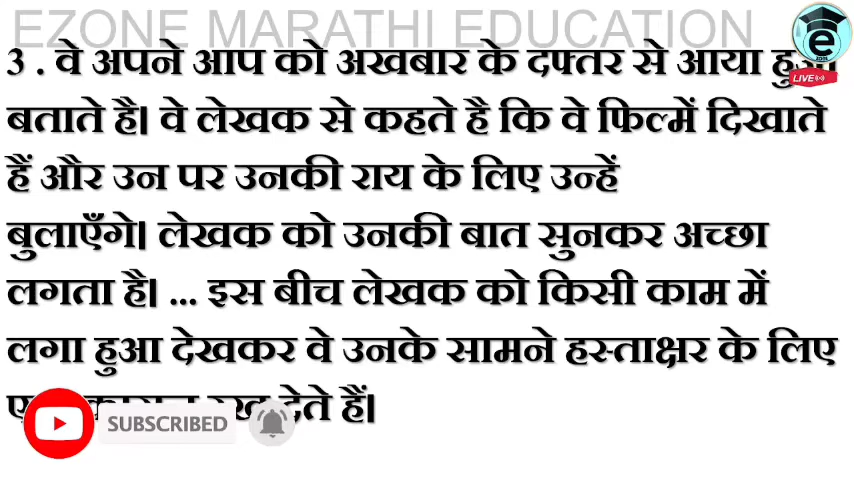 EZONE MARATHI EDUCATION
3 . वे अपने आप को अखबार के दफ्तर से आया
बताते है। वे लेखक से कहते है कि वे फिल्में दिखाते
हैं और उन पर उनकी राय के लिए उन्हें
बुलाएँगे। लेखक को उनकी बात सुनकर अच्छा
लगता है। ... इस बीच लेखक को किसी काम में
लगा हुआ देखकर वे उनके सामने हस्ताक्षर के लिए
देते हैं।
e
LIVE
SUBSCRIBED